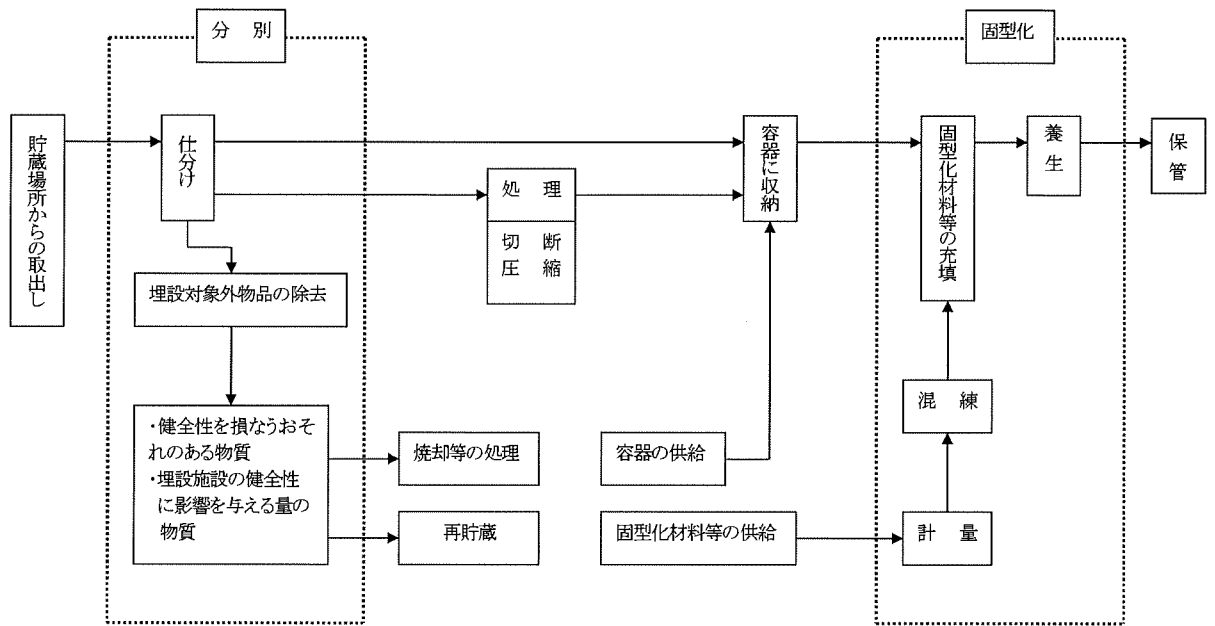 分　別
固型化
貯蔵場所からの取出し
仕分け
容器に収納
固型化材料等の充填
養生
保管
処　理
切　断
圧　縮
埋設対象外物品の除去
混　練
・健全性を損なうおそ
れのある物質
・埋設施設の健全性
に影響を与える量の
物質
焼却等の処理
容器の供給
再貯蔵
固型化材料等の供給
計　量